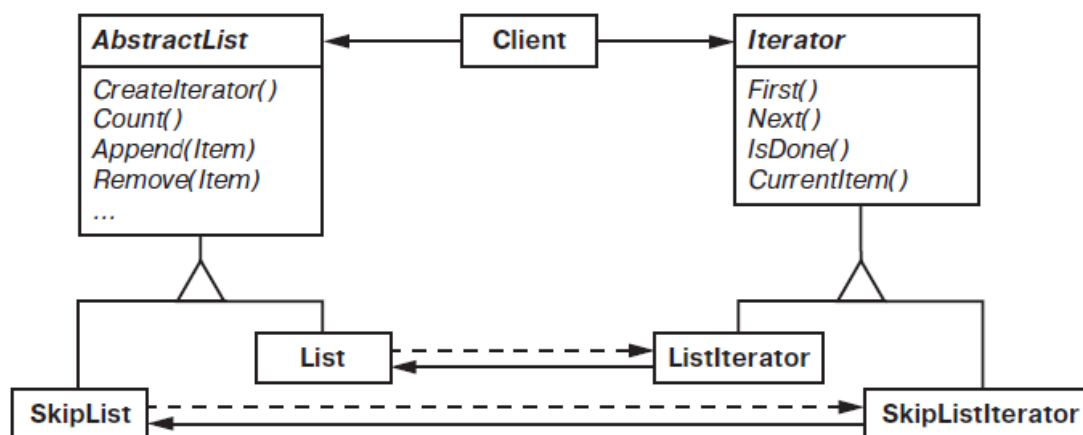 AbstractList
CreateIterator()
Count()
Append(Item)
Remove(Item)
...
Client
Iterator
First()
Next()
IsDone()
CurrentItem()
List
ListIterator
SkipList
SkipListIterator